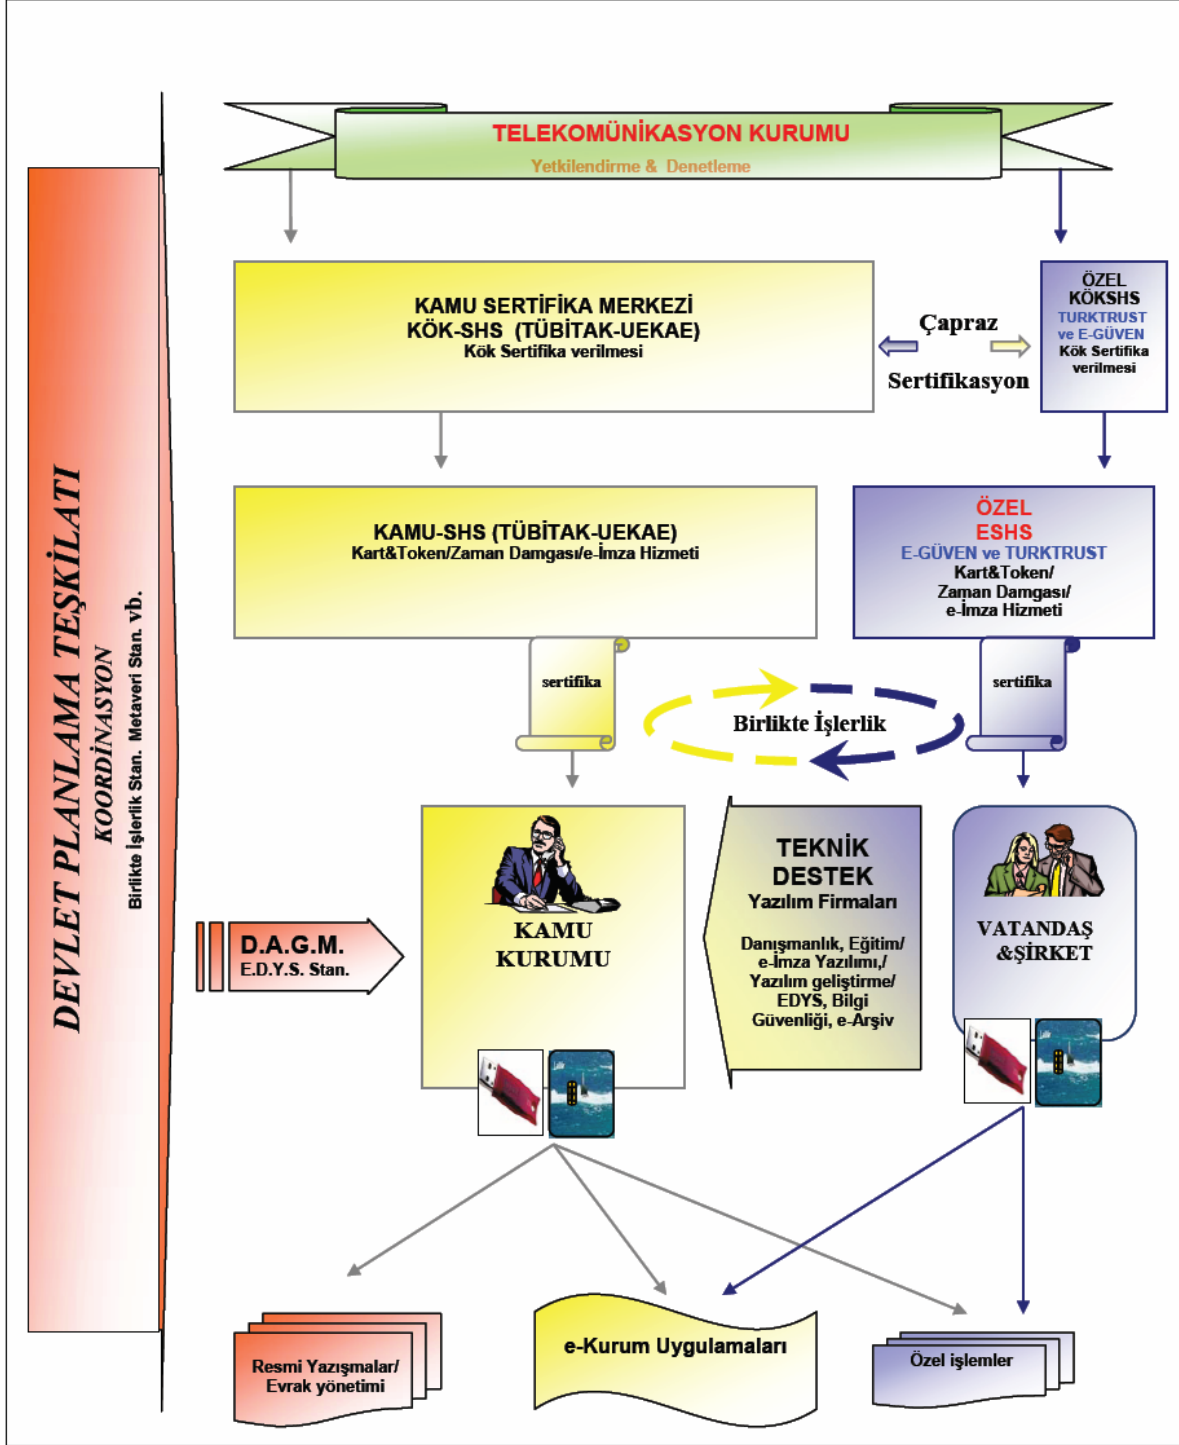 TELEKOMÜNİKASYON KURUMU
Yetkilendirme & Denetleme
DEVLET PLANLAMA TEŞKİLATI
KOORDİNASYON
Birlikte İşlerlik Stan. Metaveri Stan. vb.
KAMU SERTİFİKA MERKEZİ
KÖK-SHS (TÜBİTAK-UEKAE)
Kök Sertifika verilmesi
Çapraz
Sertifikasyon
ÖZEL
KÖKSHS
TURKTRUST
ve E-GÜVEN
Kök Sertifika
verilmesi
KAMU-SHS (TÜBİTAK-UEKAE)
Kart&Token/Zaman Damgası/e-İmza Hizmeti
ÖZEL
ESHS
E-GÜVEN ve TURKTRUST
Kart&Token/
Zaman Damgası/
e-İmza Hizmeti
sertifika
Birlikte İşlerlik
sertifika
D.A.G.M.
E.D.Y.S. Stan.
KAMU
KURUMU
TEKNİK
DESTEK
Yazılım Firmaları
Danışmanlık, Eğitim/
e-İmza Yazılımı,/
Yazılım geliştirme/
EDYS, Bilgi
Güvenliği, e-Arşiv
VATANDAŞ
&ŞİRKET
Resmi Yazışmalar/
Evrak yönetimi
e-Kurum Uygulamaları
Özel işlemler